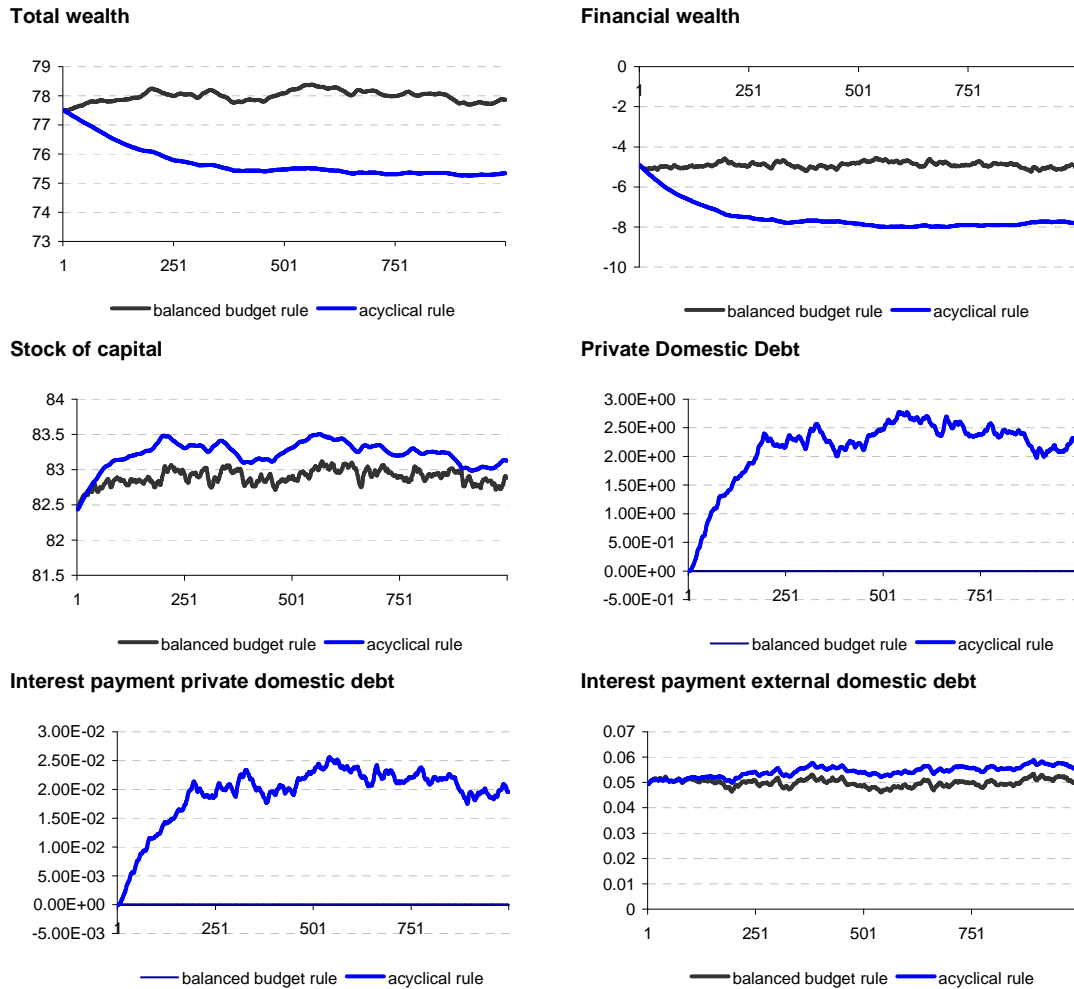 Total wealth
79
78
77
76
75
74
73
1 251 501 751
balanced budget rule acyclical rule
Financial wealth
0
-2
-4
-6
-8
-10
1 251 501 751
balanced budget rule acyclical rule
Stock of capital
84
83.5
83
82.5
82
81.5
1 251 501 751
balanced budget rule acyclical rule
Private Domestic Debt
3.00E+00
2.50E+00
2.00E+00
1.50E+00
1.00E+00
5.00E-01
0.00E+00
-5.00E-01
1 251 501 751
balanced budget rule acyclical rule
Interest payment private domestic debt
3.00E-02
2.50E-02
2.00E-02
1.50E-02
1.00E-02
5.00E-03
0.00E+00
-5.00E-03
1 251 501 751
balanced budget rule acyclical rule
Interest payment external domestic debt
0.07
0.06
0.05
0.04
0.03
0.02
0.01
0
1 251 501 751
balanced budget rule acyclical rule